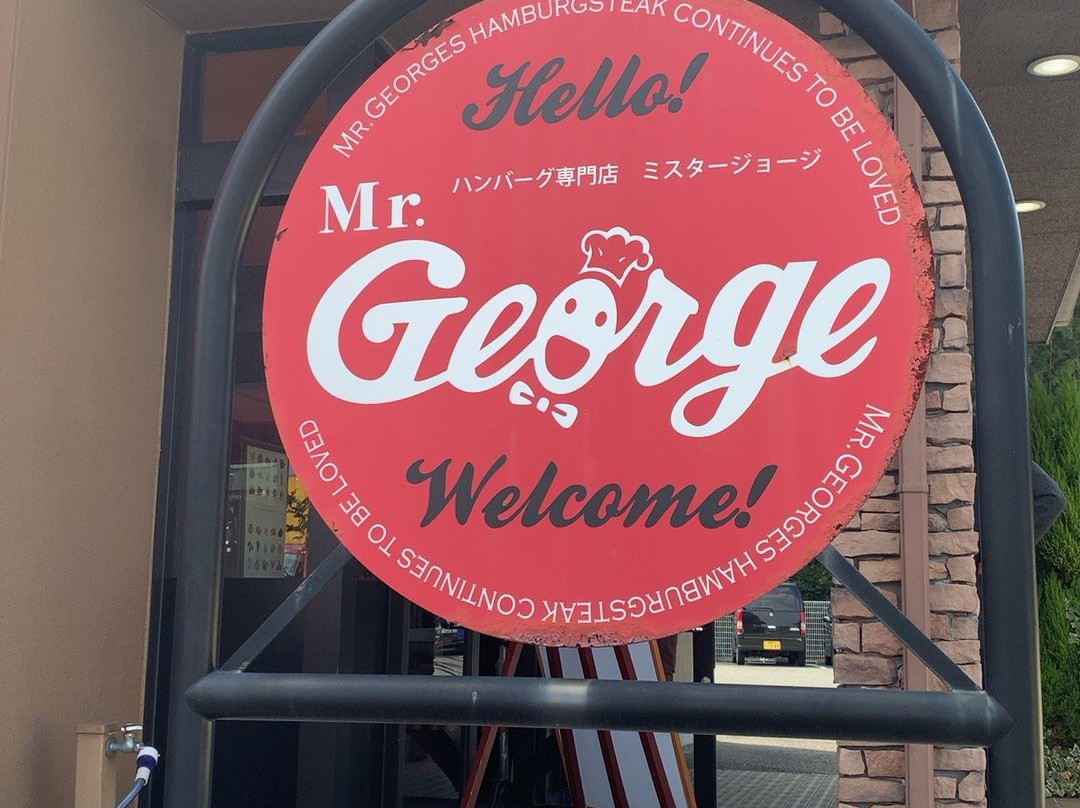 MR.GEORGES HAMBURGSTEAK CONTINUES TO BE LOVED
Hello!
ハンバーグ専門店 ミスタージョージ
Mr.
George
Welcome!
MR.GEORGES HAMBURGSTEAK CONTINUES TO BE LOVED